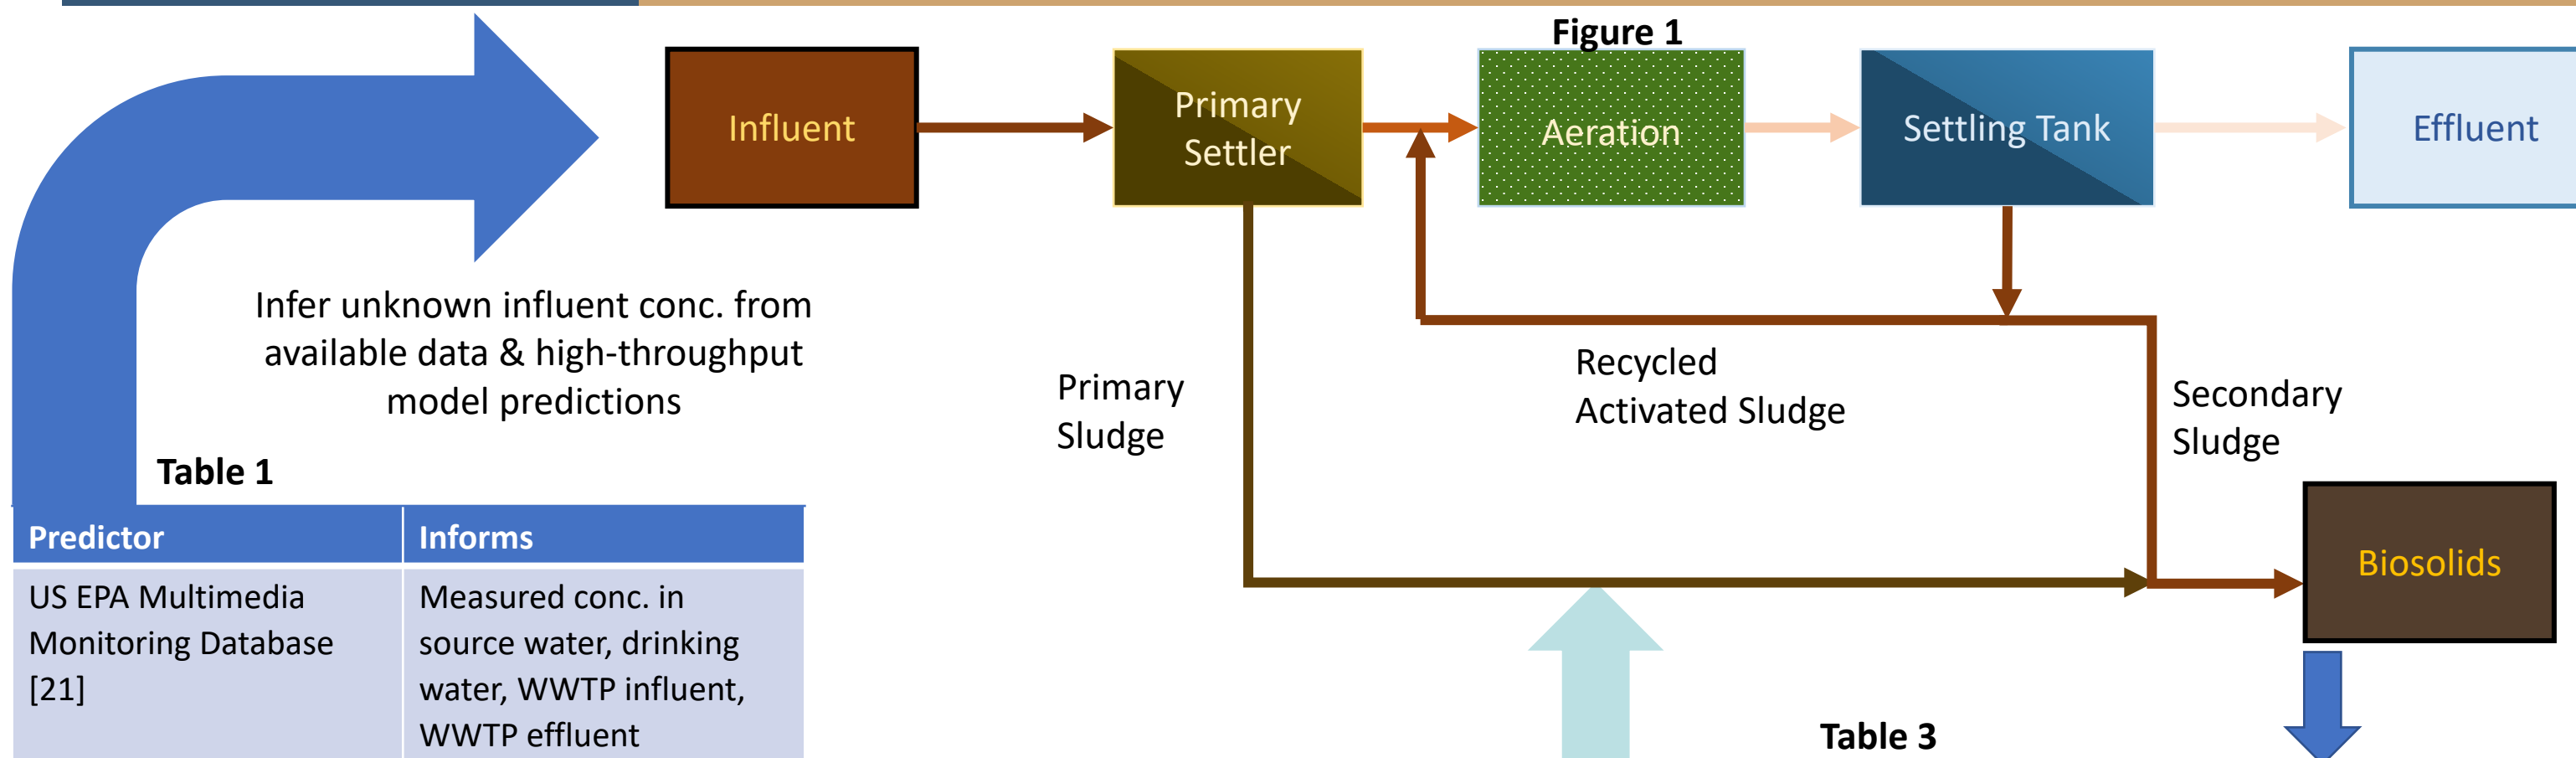 Figure 1
Influent
Primary
Settler
Aeration
Settling Tank
Effluent
Infer unknown influent conc. from
available data & high-throughput
model predictions
Primary
Sludge
Recycled
Activated Sludge
Secondary
Sludge
Biosolids
Table 1
Predictor
Informs
US EPA Multimedia
Monitoring Database
[21]
Measured conc. in
source water, drinking
water, WWTP influent,
WWTP effluent
Table 3